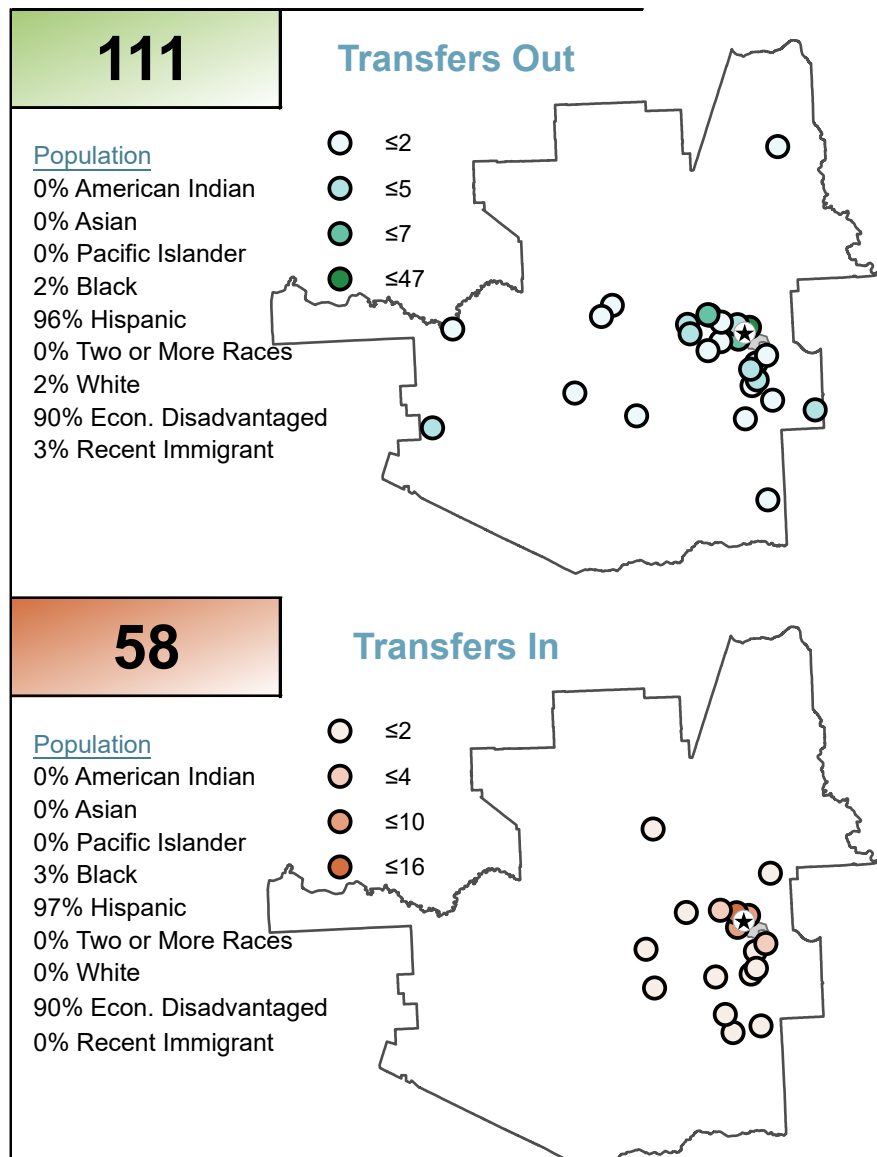 111
Transfers Out
Population
0% American Indian
0% Asian
0% Pacific Islander
2% Black
96% Hispanic
0% Two or More Races
2% White
90% Econ. Disadvantaged
3% Recent Immigrant
≤2
≤5
≤7
≤47
58
Transfers In
Population
0% American Indian
0% Asian
0% Pacific Islander
3% Black
97% Hispanic
0% Two or More Races
0% White
90% Econ. Disadvantaged
0% Recent Immigrant
≤2
≤4
≤10
≤16